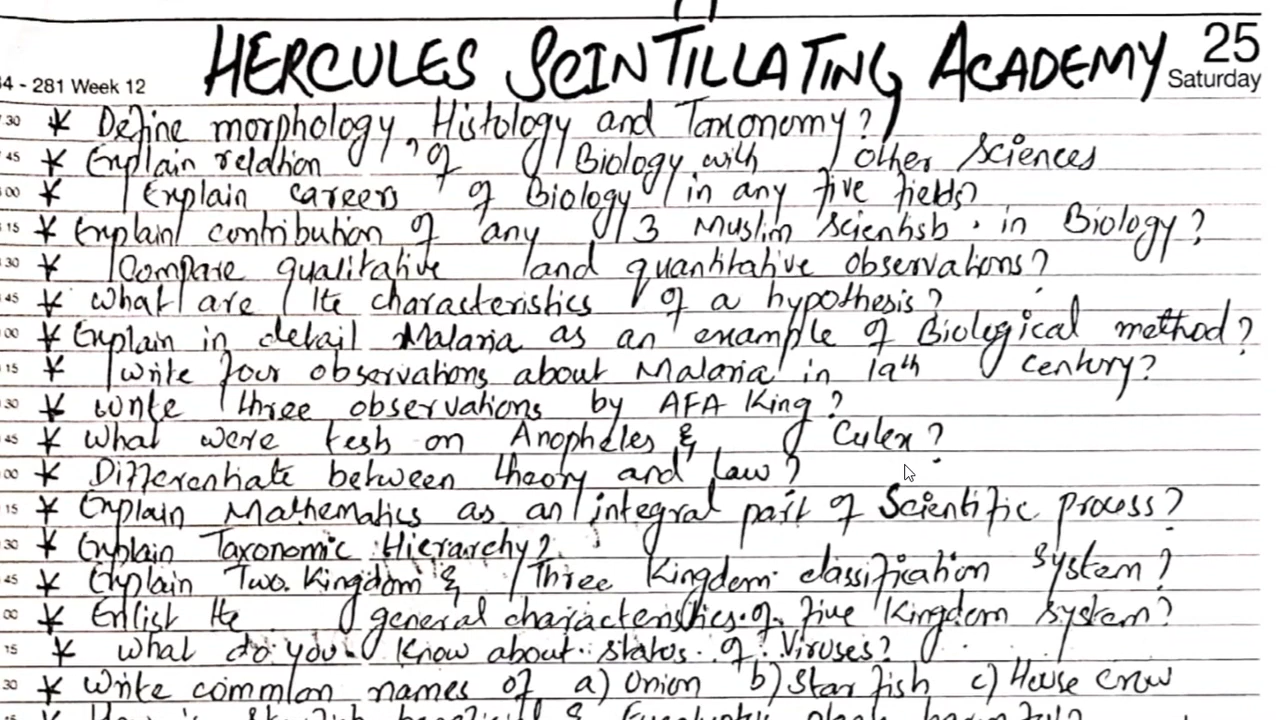 25
HERCULES SCINTILLATING ACADEMY
4 - 281 Week 12
Saturday
30 * Define morphology, Histology and Taxonomy?
45 * Explain relation of Biology with other Sciences
00 * Explain careers of Biology in any five fields?
15 * Explain contribution of any 3 Muslim Scientists in Biology?
30 * Compare qualitative and quantitative observations?
45 * What are the characteristics of a hypothesis?
00 * Explain in detail Malaria as an example of Biological method?
15 * Write four observations about Malaria in 19th century?
30 * Write three observations by AFA King?
45 * What were tests on Anopheles & Culex?
00 * Differentiate between theory and law?
15 * Explain Mathematics as an integral part of Scientific process?
30 * Explain Taxonomic Hierarchy?
45 * Explain Two Kingdom & Three Kingdom classification System?
00 * Enlist the general characteristics of five Kingdom System?
15 * What do you know about status of Viruses?
30 * Write common names of a) Onion b) Star fish c) House crow